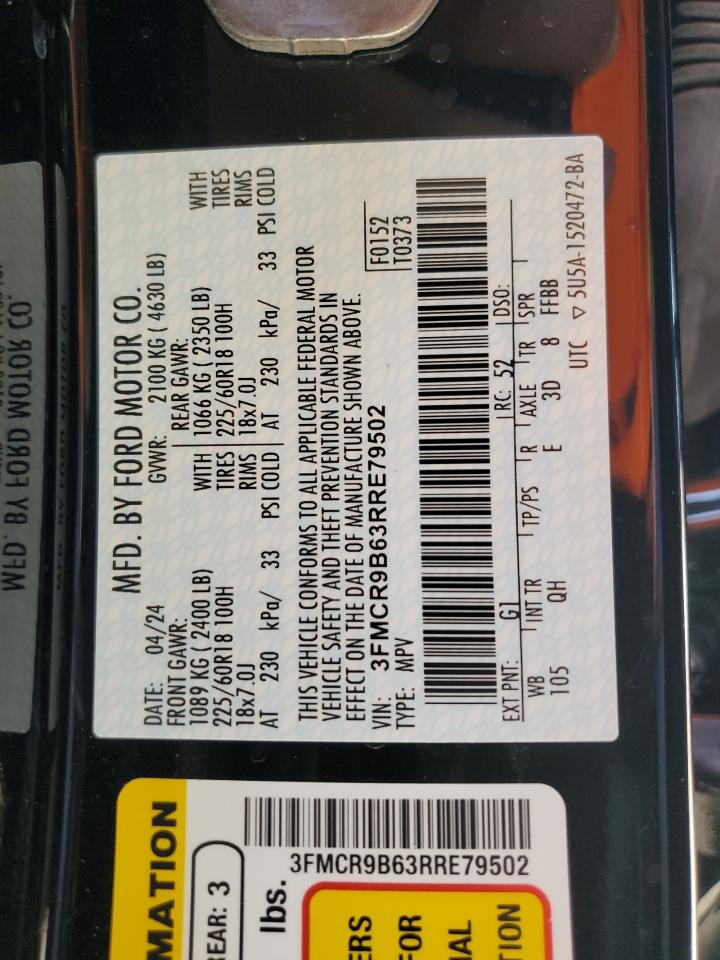 MFD. BY FORD MOTOR CO.
DATE: 04/24 GVWR: 2100 KG ( 4630 LB)
FRONT GAWR: REAR GAWR:
1089 KG ( 2400 LB) WITH 1066 KG ( 2350 LB) WITH
225/60R18 100H TIRES 225/60R18 100H TIRES
18x7.0J RIMS 18x7.0J RIMS
AT 230 kPa/ 33 PSI COLD AT 230 kPa/ 33 PSI COLD
THIS VEHICLE CONFORMS TO ALL APPLICABLE FEDERAL MOTOR
VEHICLE SAFETY AND THEFT PREVENTION STANDARDS IN
EFFECT ON THE DATE OF MANUFACTURE SHOWN ABOVE.
VIN: 3FMCR9B63RRE79502 F0152
TYPE: MPV T0373
EXT PNT: G1 RC: 52 DSO:
WB INT TR TP/PS R AXLE TR SPR
105 QH E 3D 8 FFBB
UTC ▽ 5U5A-1520472-BA
MATION
REAR: 3
3FMCR9B63RRE79502
lbs.
ERS
FOR
IAL
TION
MFD. BY FORD MOTOR CO.